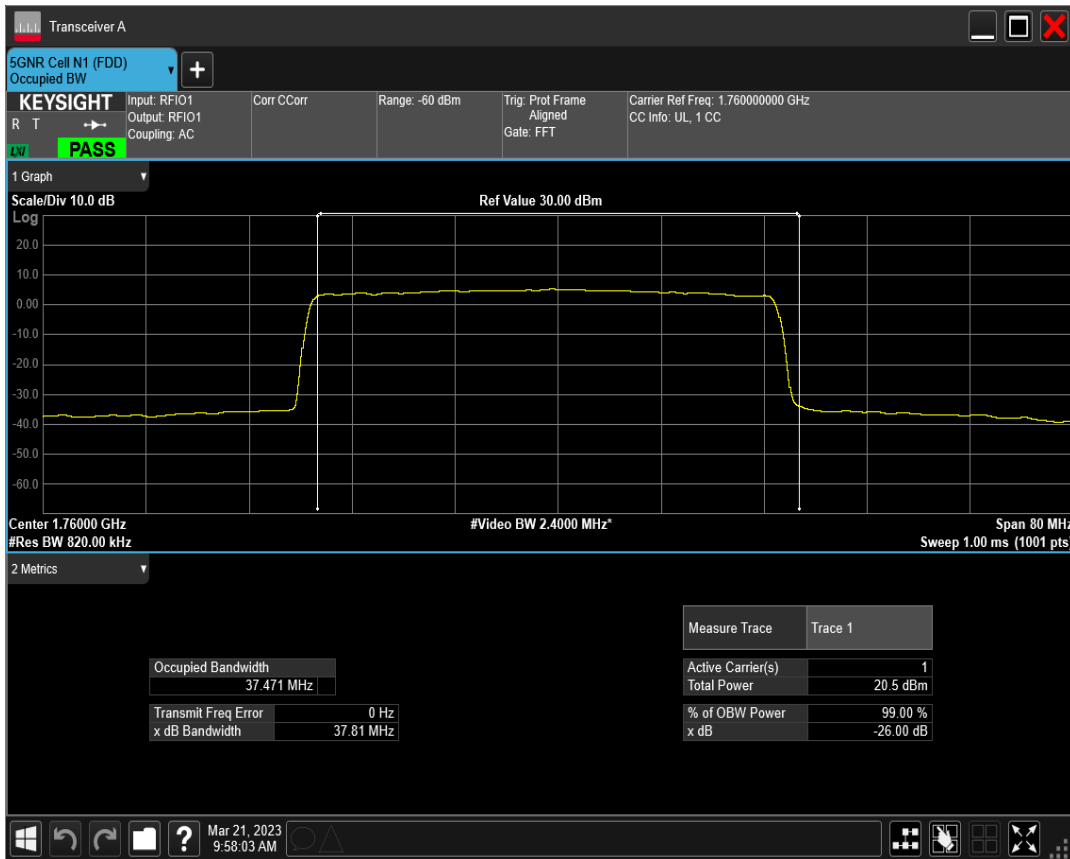 Transceiver A
5GNR Cell N1 (FDD)
Occupied BW
+
KEYSIGHT
R T
LXI
PASS
Input: RFIO1
Output: RFIO1
Coupling: AC
Corr CCorr
Range: -60 dBm
Trig: Prot Frame
Aligned
Gate: FFT
Carrier Ref Freq: 1.760000000 GHz
CC Info: UL, 1 CC
1 Graph
Scale/Div 10.0 dB
Ref Value 30.00 dBm
Log
20.0
10.0
0.00
-10.0
-20.0
-30.0
-40.0
-50.0
-60.0
Center 1.76000 GHz
#Video BW 2.4000 MHz*
Span 80 MHz
#Res BW 820.00 kHz
Sweep 1.00 ms (1001 pts)
2 Metrics
Measure Trace Trace 1
Occupied Bandwidth
37.471 MHz
Active Carrier(s) 1
Total Power 20.5 dBm
Transmit Freq Error 0 Hz
x dB Bandwidth 37.81 MHz
% of OBW Power 99.00 %
x dB -26.00 dB
?
Mar 21, 2023
9:58:03 AM